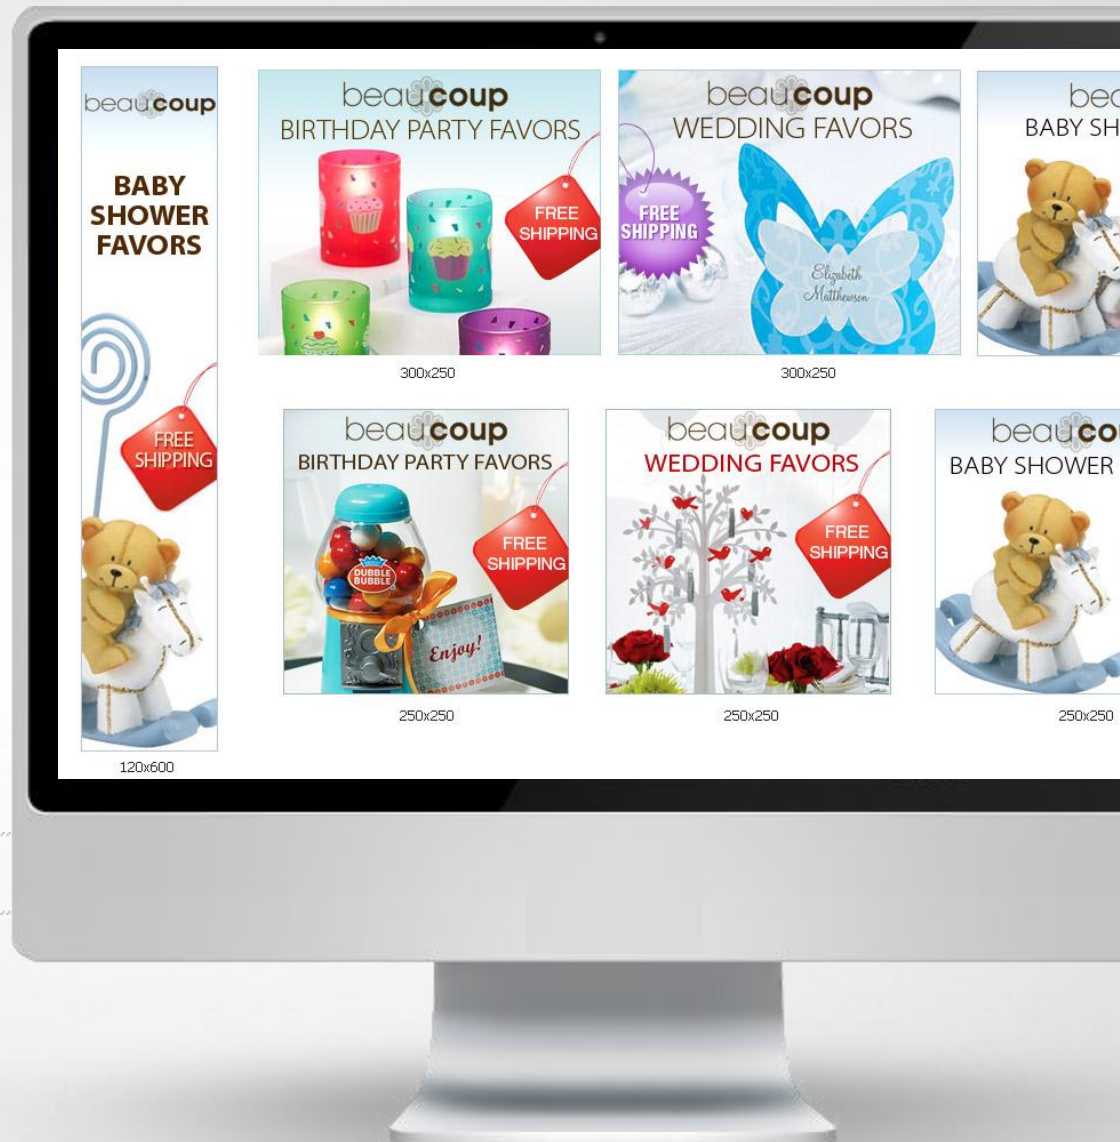 beaucoup
BABY
SHOWER
FAVORS
FREE
SHIPPING
120x600
beaucoup
BIRTHDAY PARTY FAVORS
FREE
SHIPPING
300x250
beaucoup
WEDDING FAVORS
FREE
SHIPPING
Elizabeth
Matthewson
300x250
BABY
beaucoup
BIRTHDAY PARTY FAVORS
FREE
SHIPPING
DUBBLE
BUBBLE
Enjoy!
250x250
beaucoup
WEDDING FAVORS
FREE
SHIPPING
250x250
BABY SHOWER
250x250